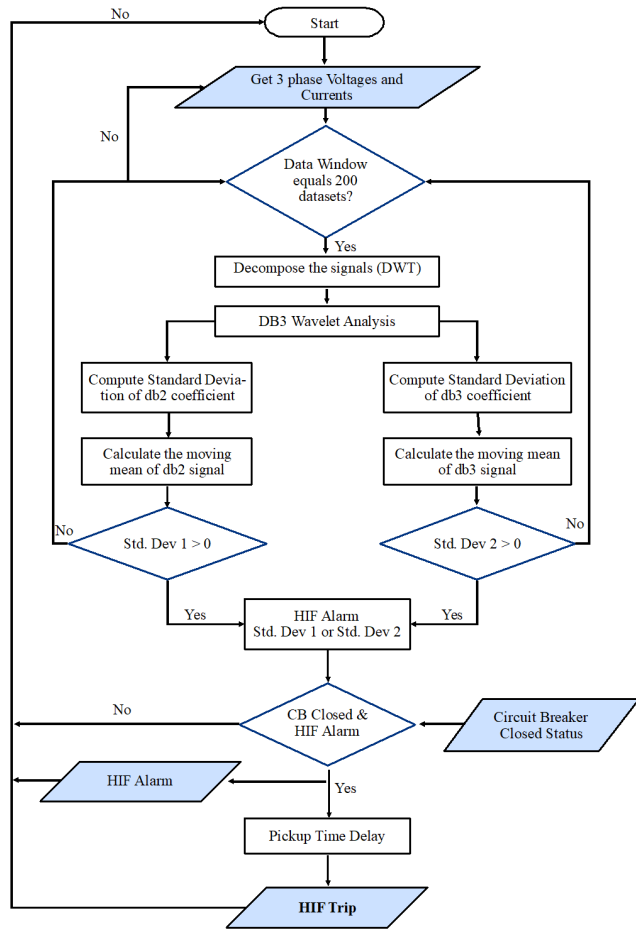 No
Start
Get 3 phase Voltages and
Currents
No
Data Window
equals 200
datasets?
Yes
Decompose the signals (DWT)
DB3 Wavelet Analysis
Compute Standard Devia-
tion of db2 coefficient
Compute Standard Deviation
of db3 coefficient
Calculate the moving
mean of db2 signal
Calculate the moving mean
of db3 signal
No
Std. Dev 1 > 0
Std. Dev 2 > 0
No
Yes
HIF Alarm
Std. Dev 1 or Std. Dev 2
Yes
No
CB Closed &
HIF Alarm
Circuit Breaker
Closed Status
HIF Alarm
Yes
Pickup Time Delay
HIF Trip